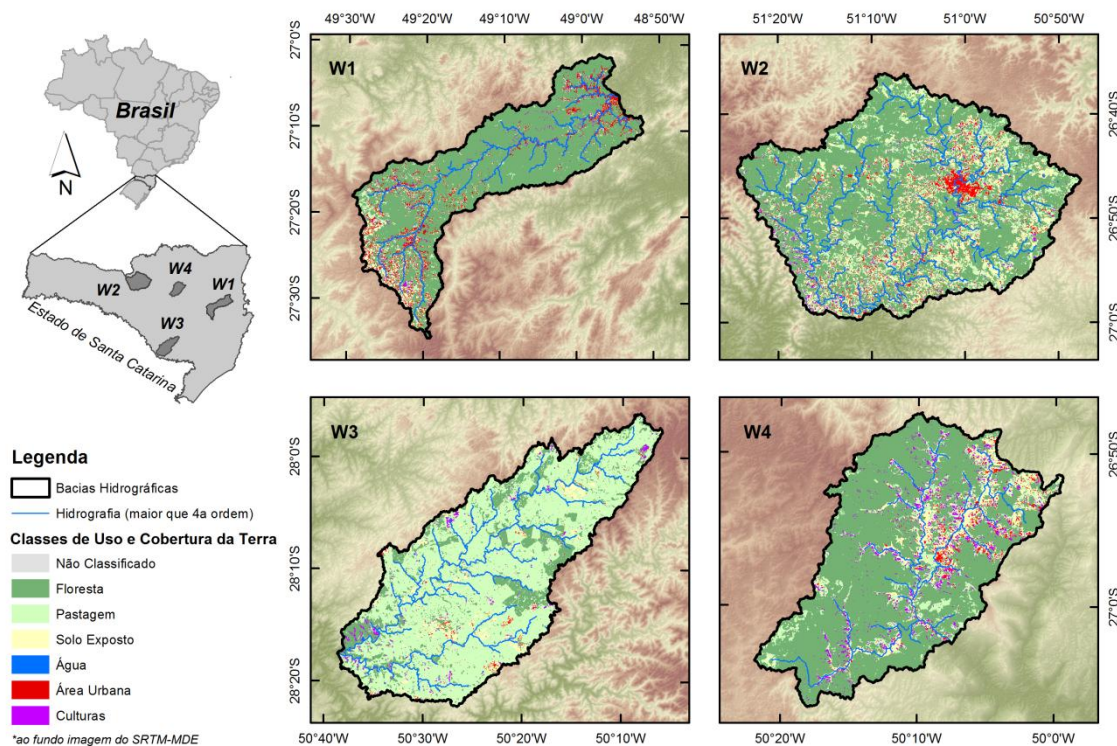 Brasil
N
W4
W2
W1
W3
Estado de Santa Catarina
Legenda
Bacias Hidrográficas
Hidrografia (maior que 4a ordem)
Classes de Uso e Cobertura da Terra
Não Classificado
Floresta
Pastagem
Solo Exposto
Água
Área Urbana
Culturas
*ao fundo imagem do SRTM-MDE
49°30'W 49°20'W 49°10'W 49°0'W 48°50'W
27°0'S
27°10'S
27°20'S
27°30'S
W1
51°20'W 51°10'W 51°0'W 50°50'W
W2
26°40'S
26°50'S
27°0'S
W3
28°0'S
28°10'S
28°20'S
50°40'W 50°30'W 50°20'W 50°10'W
W4
26°50'S
27°0'S
50°20'W 50°10'W 50°0'W